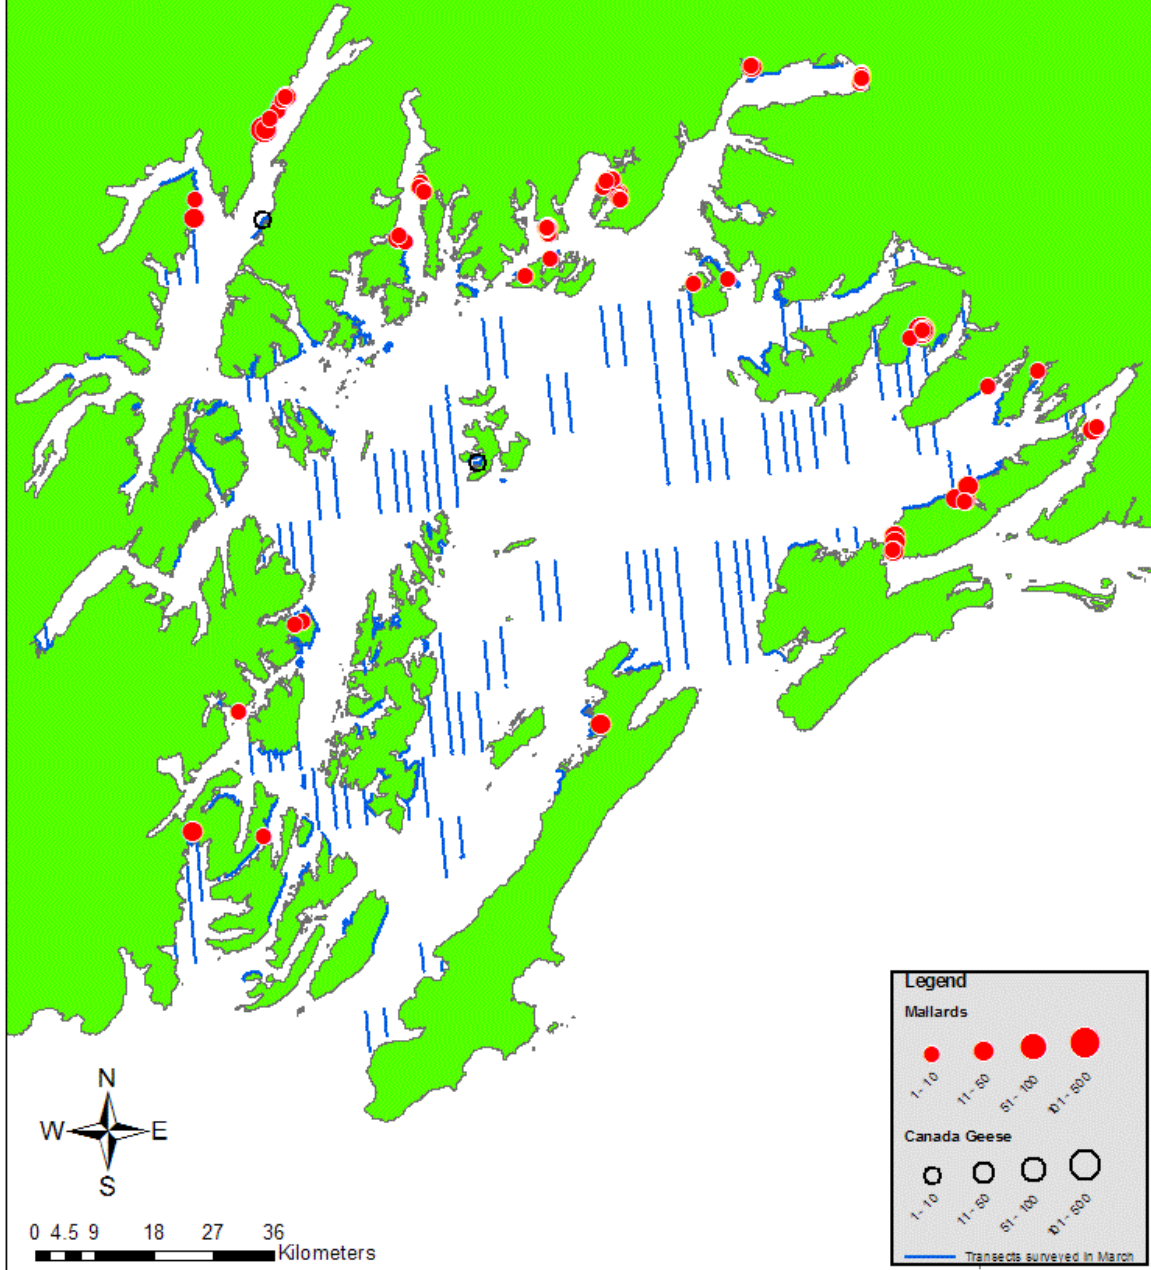 N
W E
S
0 4.5 9 18 27 36
Kilometers
Legend
Mallards
1 - 10
11 - 50
51 - 100
101 - 500
Canada Geese
1 - 10
11 - 50
51 - 100
101 - 500
Transects surveyed in March